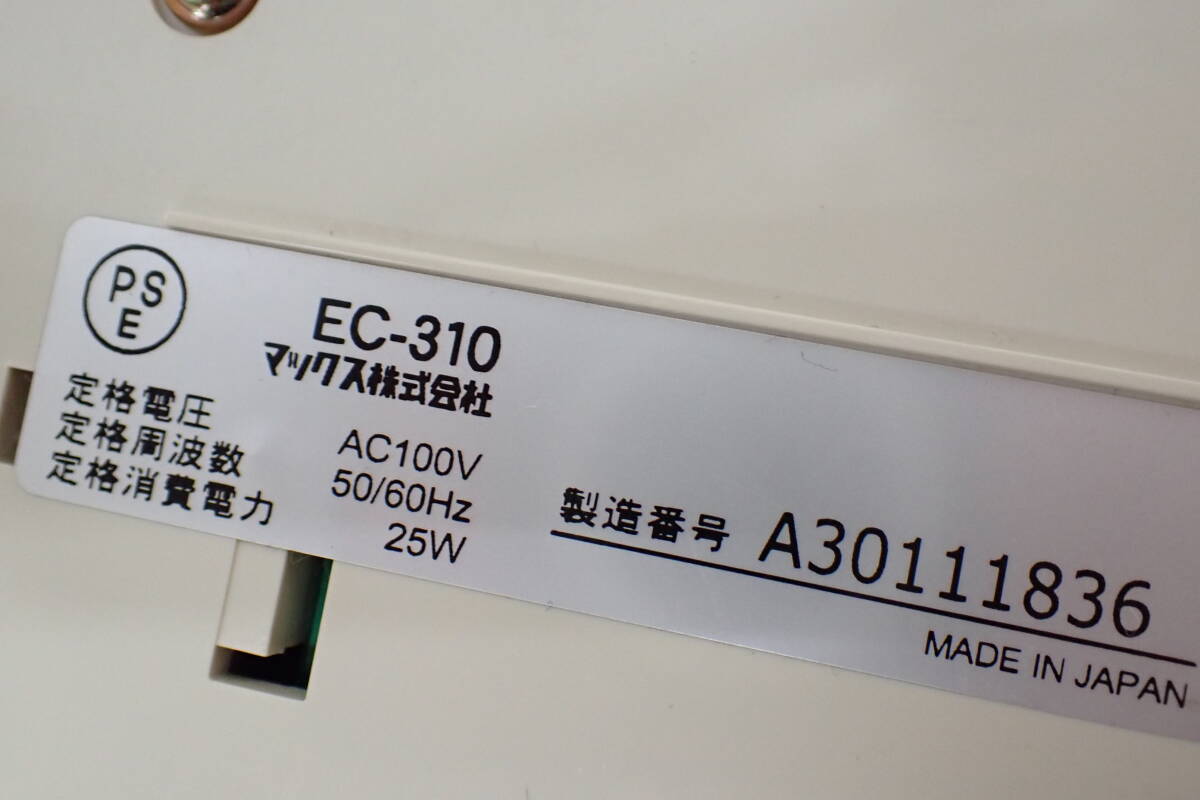 PS
E
EC-310
マックス株式会社
定格電圧 AC100V
定格周波数 50/60Hz
定格消費電力 25W
製造番号 A30111836
MADE IN JAPAN